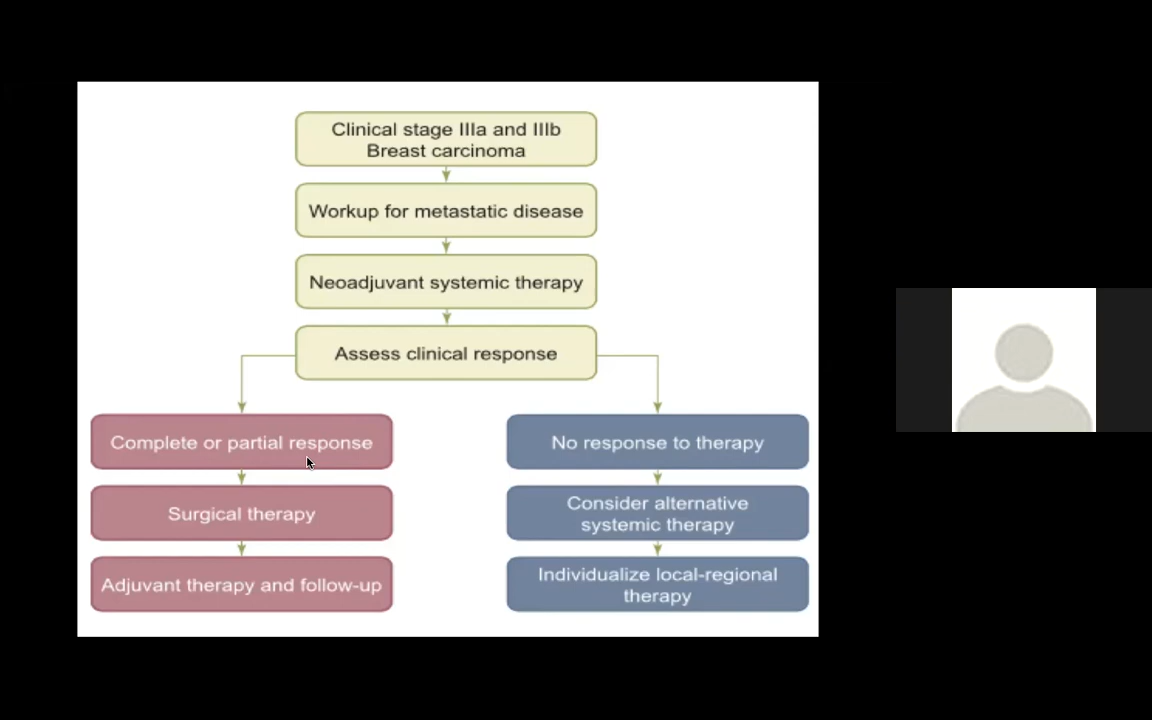 Clinical stage IIIa and IIIb
Breast carcinoma
Workup for metastatic disease
Neoadjuvant systemic therapy
Assess clinical response
Complete or partial response
Surgical therapy
Adjuvant therapy and follow-up
No response to therapy
Consider alternative
systemic therapy
Individualize local-regional
therapy